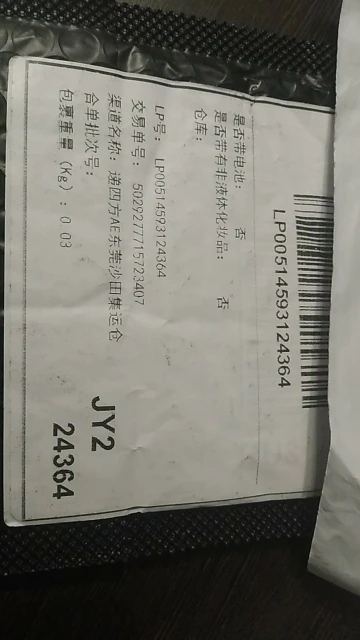 LP00514593124364
是否带电池： 否
是否带有非液体化妆品： 否
仓库：
LP号： LP00514593124364
交易单号： 5029277715723407
渠道名称： 递四方AE东莞沙田集运仓
合单批次号：
包裹重量（Kg）：0.03
JY2
24364